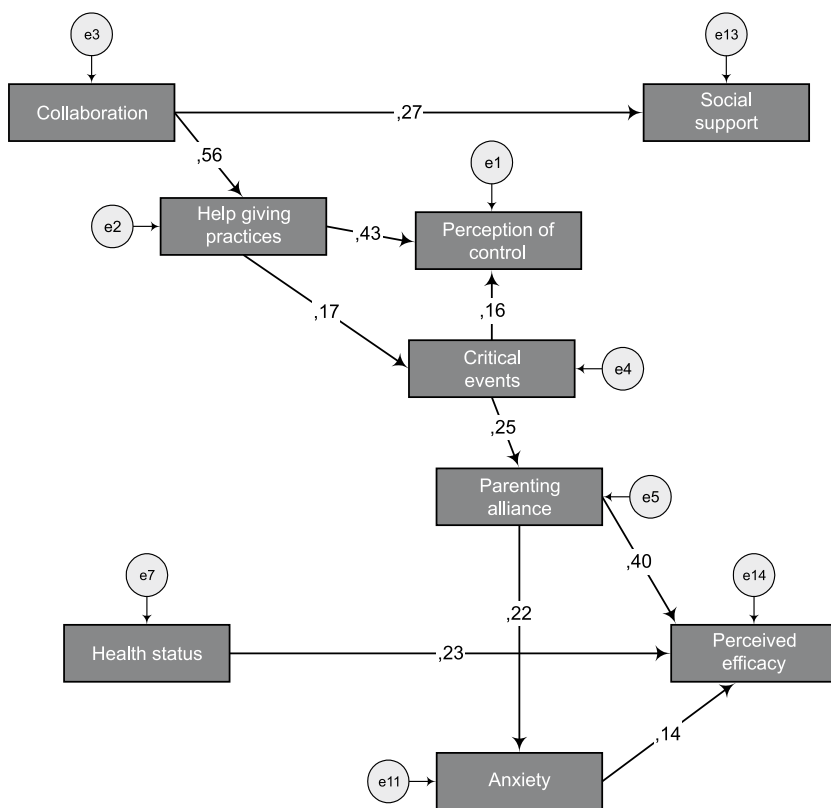 e3
e13
Collaboration
,27
Social
support
,56
e1
e2
Help giving
practices
,43
Perception of
control
,17
,16
Critical
events
e4
,25
Parenting
alliance
e5
,40
e7
e14
,22
Health status
,23
Perceived
efficacy
,14
e11
Anxiety